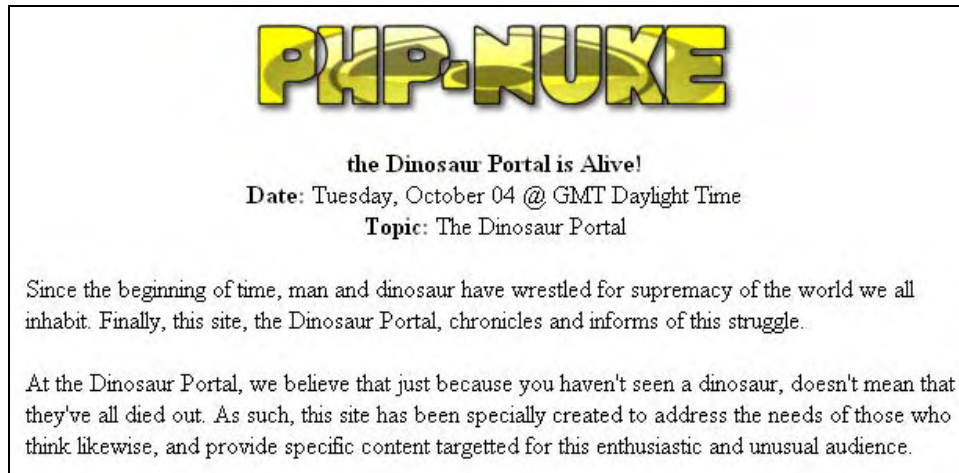 PHP-NUKE
the Dinosaur Portal is Alive!
Date: Tuesday, October 04 @ GMT Daylight Time
Topic: The Dinosaur Portal
Since the beginning of time, man and dinosaur have wrestled for supremacy of the world we all
inhabit. Finally, this site, the Dinosaur Portal, chronicles and informs of this struggle.
At the Dinosaur Portal, we believe that just because you haven't seen a dinosaur, doesn't mean that
they've all died out. As such, this site has been specially created to address the needs of those who
think likewise, and provide specific content targetted for this enthusiastic and unusual audience.